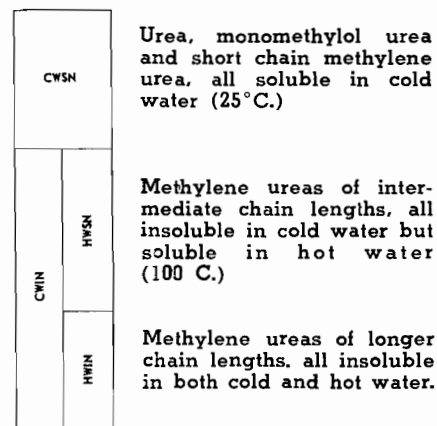 CWSN
Urea, monomethylol urea
and short chain methylene
urea, all soluble in cold
water (25°C.)
CWIN
HWSN
Methylene ureas of inter-
mediate chain lengths, all
insoluble in cold water but
soluble in hot water
(100 C.)
HWIN
Methylene ureas of longer
chain lengths. all insoluble
in both cold and hot water.